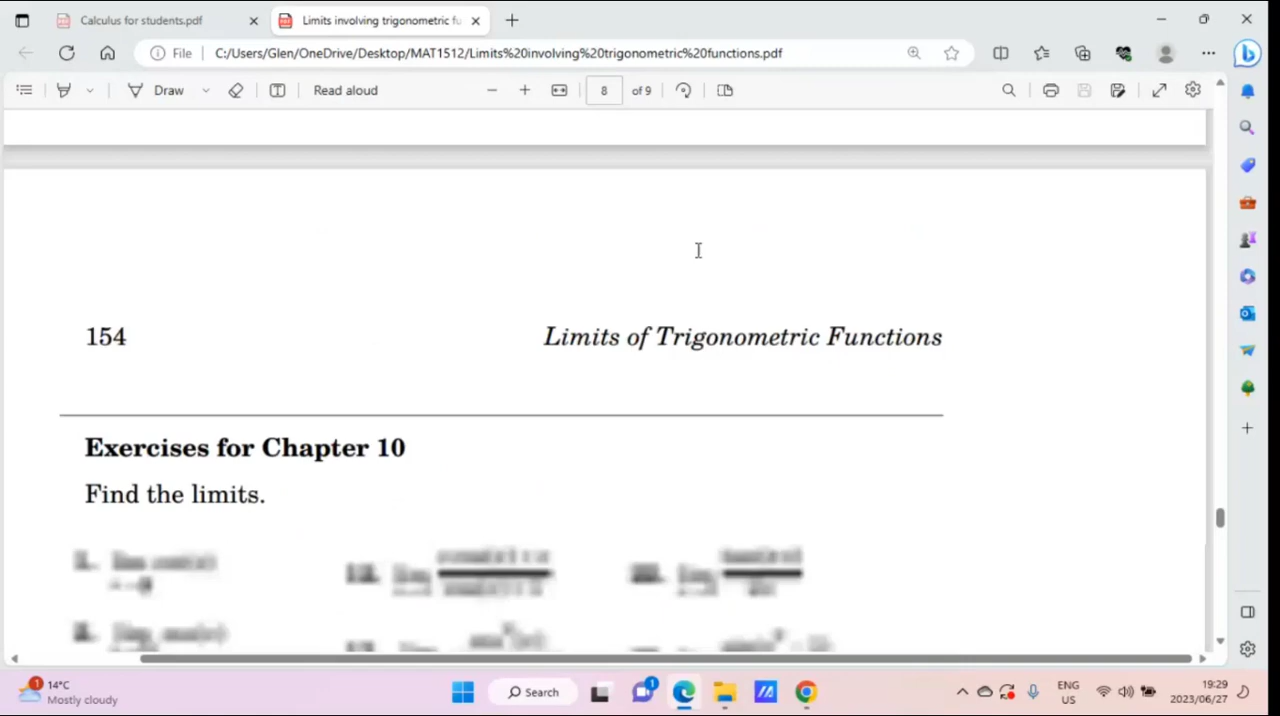 Calculus for students.pdf
Limits involving trigonometric fu
File
C:/Users/Glen/OneDrive/Desktop/MAT1512/Limits%20involving%20trigonometric%20functions.pdf
Draw
Read aloud
8
of 9
154
Limits of Trigonometric Functions
Exercises for Chapter 10
Find the limits.
1
14°C
Mostly cloudy
Search
1
ENG
US
19:29
2023/06/27